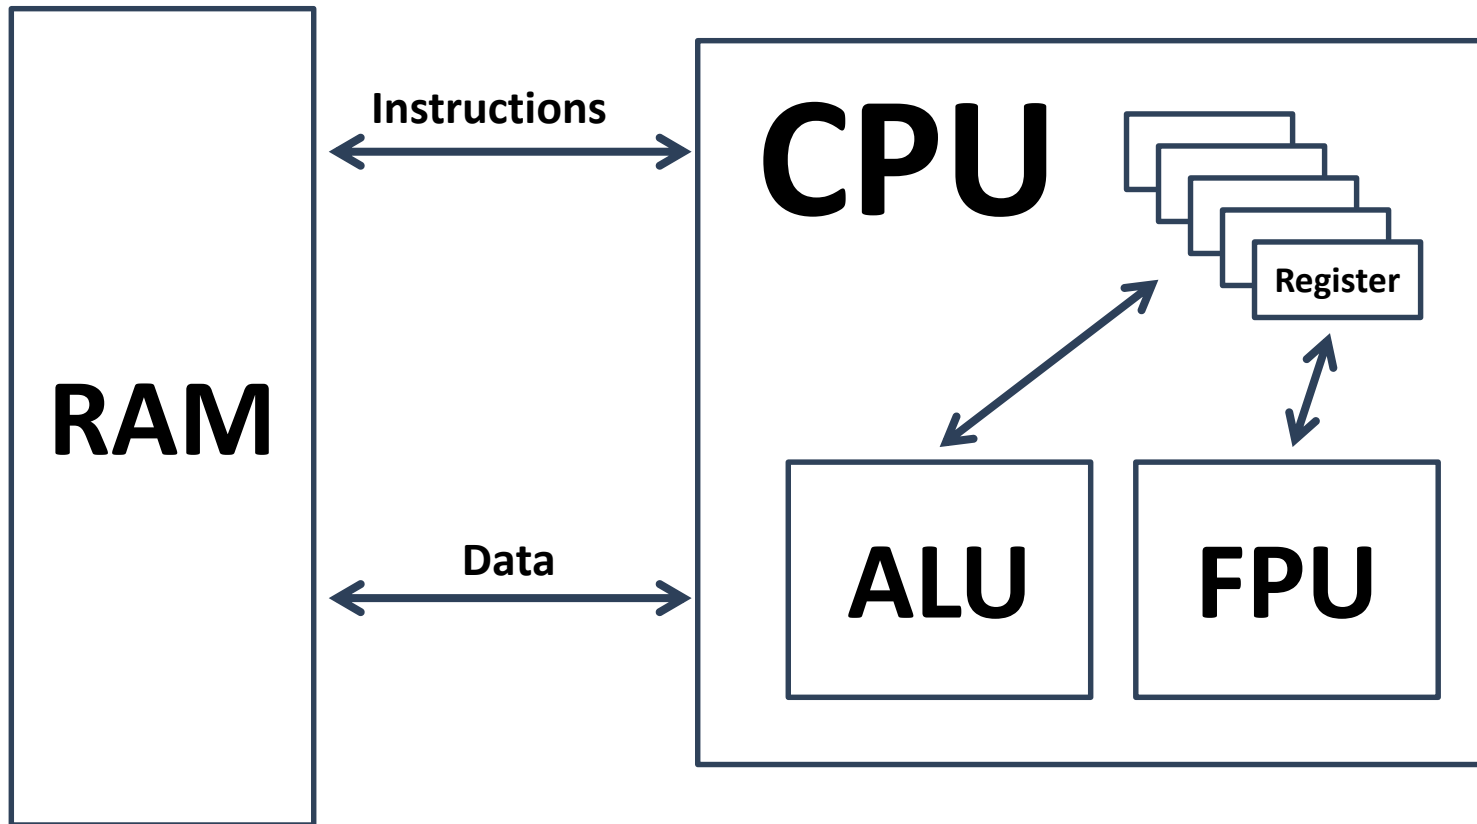 Instructions
CPU
Register
RAM
Data
ALU
FPU